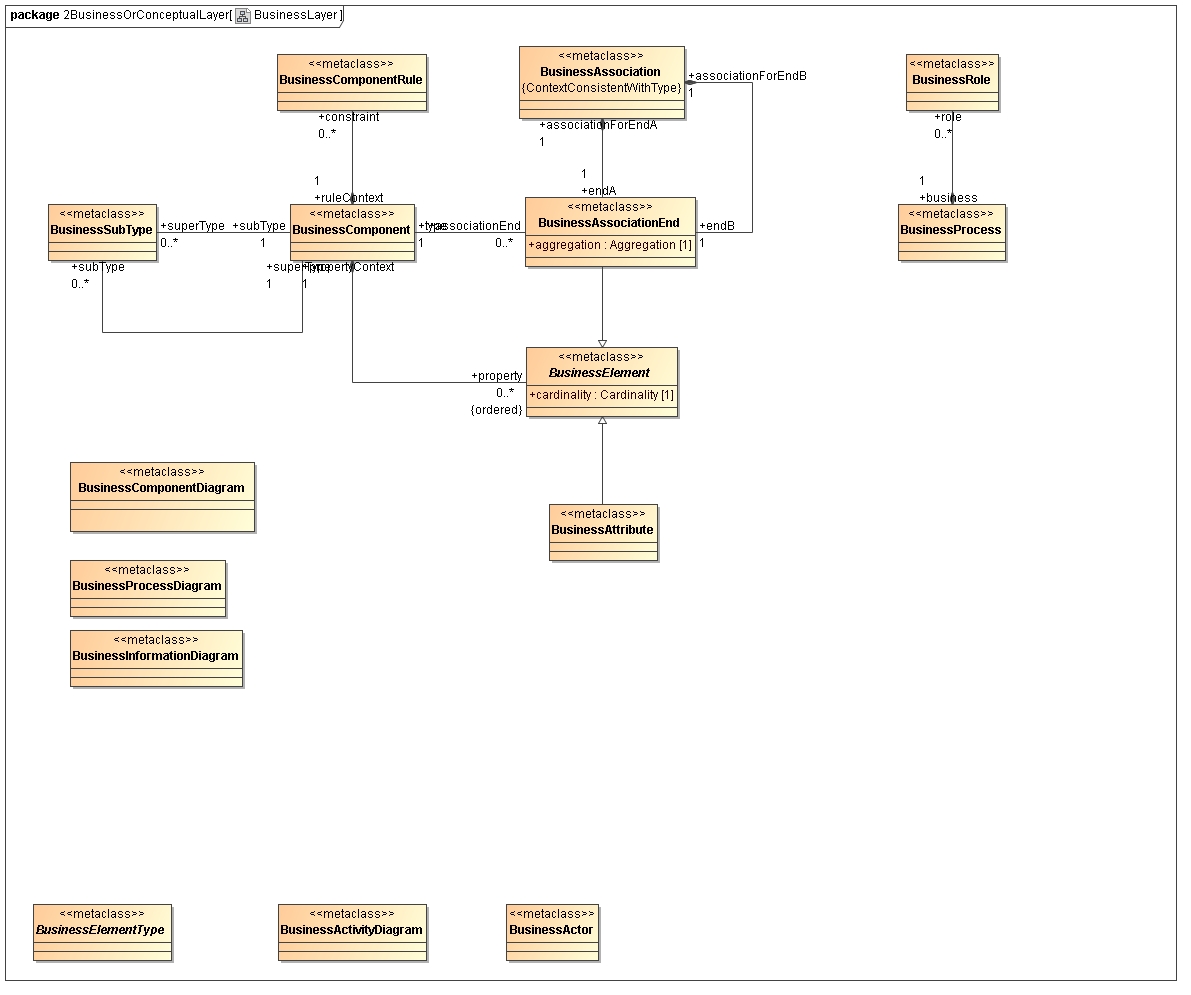 package 2BusinessOrConceptualLayer[ BusinessLayer ]
<<metaclass>>
BusinessComponentRule
<<metaclass>>
BusinessAssociation
{ContextConsistentWithType}
<<metaclass>>
BusinessRole
+associationForEndB
1
+constraint
0..*
+associationForEndA
1
+role
0..*
1
+ruleContext
1
+endA
1
+business
<<metaclass>>
BusinessSubType
+superType
0..*
+subType
1
<<metaclass>>
BusinessComponent
+type
1
associationEnd
0..*
<<metaclass>>
BusinessAssociationEnd
+aggregation : Aggregation [1]
+endB
1
<<metaclass>>
BusinessProcess
+subType
0..*
+superType
1
+propertyContext
1
<<metaclass>>
BusinessElement
+cardinality : Cardinality [1]
+property
0..*
{ordered}
<<metaclass>>
BusinessComponentDiagram
<<metaclass>>
BusinessAttribute
<<metaclass>>
BusinessProcessDiagram
<<metaclass>>
BusinessInformationDiagram
<<metaclass>>
BusinessElementType
<<metaclass>>
BusinessActivityDiagram
<<metaclass>>
BusinessActor